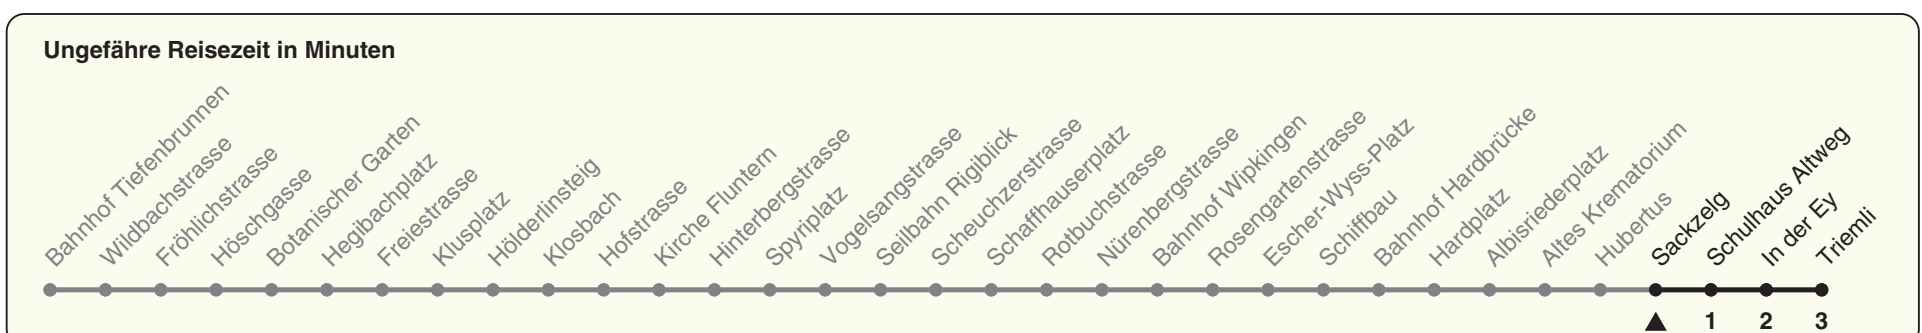 Ungefähre Reisezeit in Minuten
Bahnhof Tiefenbrunnen
Wildbachstrasse
Fröhlichstrasse
Höschgasse
Botanischer Garten
Hegibachplatz
Freiestrasse
Klusplatz
Hölderlinsteig
Klosbach
Hofstrasse
Kirche Fluntern
Hinterbergstrasse
Spyriplatz
Vogelsangstrasse
Seilbahn Rigiblick
Scheuchzerstrasse
Schaffhauserplatz
Rotbuchstrasse
Nürenbergstrasse
Bahnhof Wipkingen
Rosengartenstrasse
Escher-Wyss-Platz
Schiffbau
Bahnhof Hardbrücke
Hardplatz
Albisriederplatz
Altes Krematorium
Hubertus
Sackzelg
Schulhaus Altweg
In der Ey
Triemli
1 2 3